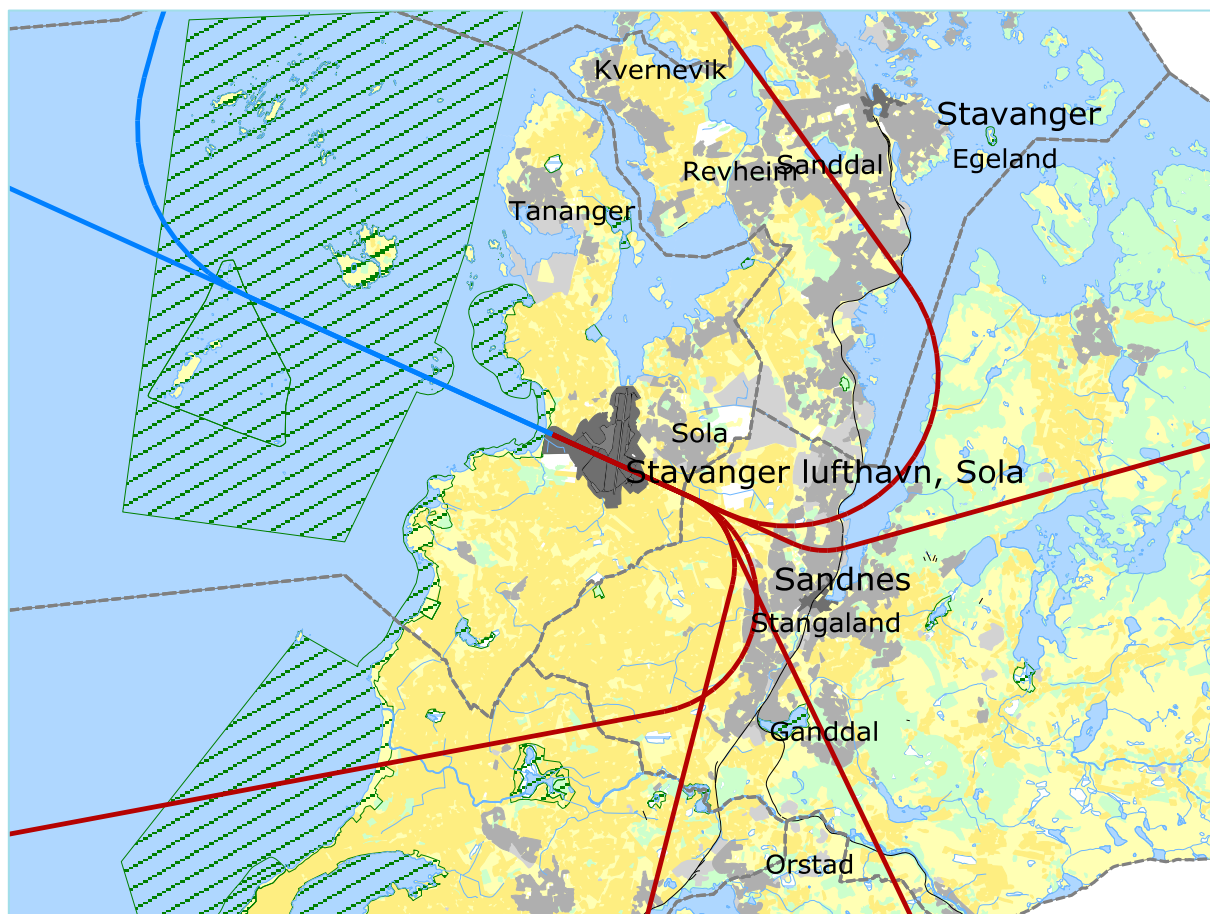 Kvernevik
Stavanger
Egeland
Revheim
Sanddal
Tananger
Sola
Stavanger lufthavn, Sola
Sandnes
Stangaland
Ganddal
Orstad